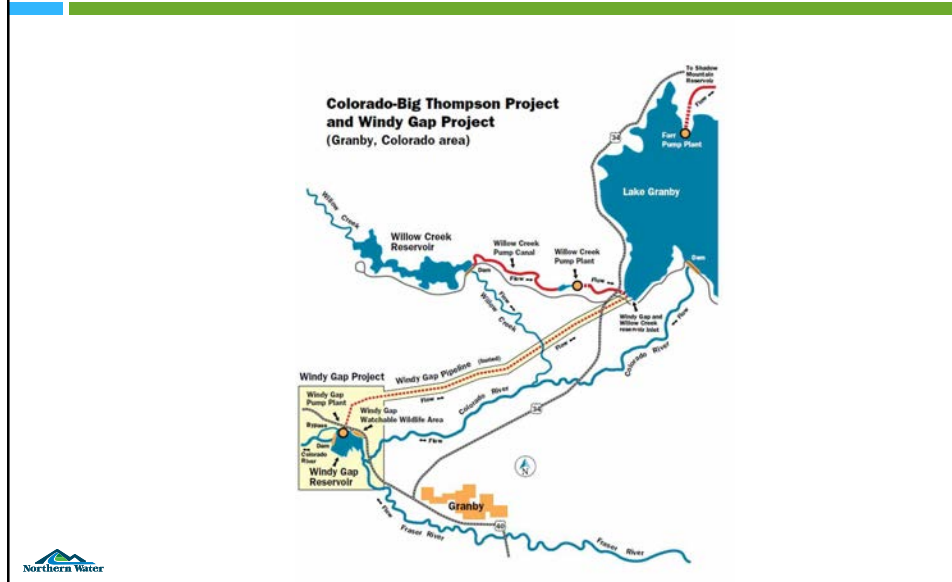 Colorado-Big Thompson Project
and Windy Gap Project
(Granby, Colorado area)
To Shadow
Mountain
Reservoir
Flow
34
Farr
Pump Plant
Lake Granby
Willow Creek
Willow Creek
Reservoir
Willow Creek
Pump Canal
Willow Creek
Pump Plant
Flow
Flow
Dam
Dam
Flow
Willow Creek
Windy Gap and
Willow Creek
reservoir inlet
Flow
Flow
Colorado River
Windy Gap Project
Windy Gap Pipeline (buried)
Flow
Windy Gap
Pump Plant
Windy Gap
Watchable Wildlife Area
Colorado River
34
Bypass
Flow
Dam
Colorado
River
Windy Gap
Reservoir
N
Granby
Flow
40
Fraser River
Fraser River
Northern Water